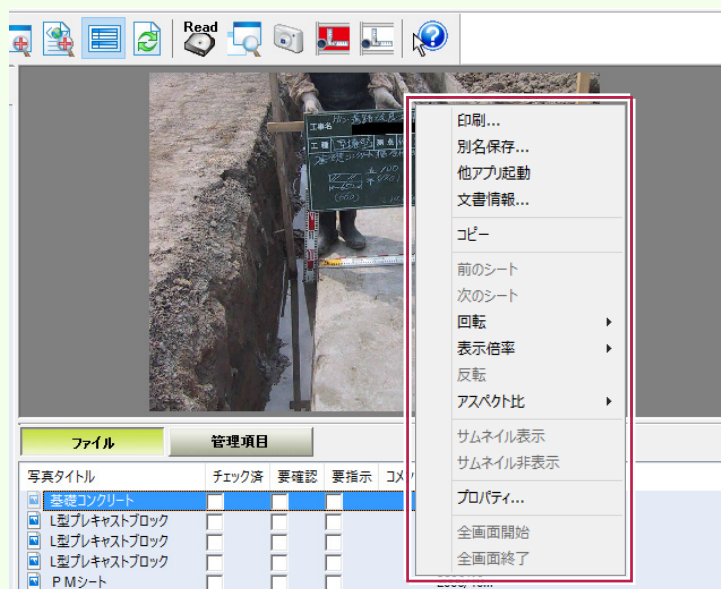 Read
工事名
工種
測点
(650)
印刷...
別名保存...
他アプリ起動
文書情報...
コピー
前のシート
次のシート
回転
表示倍率
反転
アスペクト比
サムネイル表示
サムネイル非表示
プロパティ...
全画面開始
全画面終了
ファイル 管理項目
写真タイトル チェック済 要確認 要指示
基礎コンクリート
L型プレキャストブロック
L型プレキャストブロック
L型プレキャストブロック
PMシート